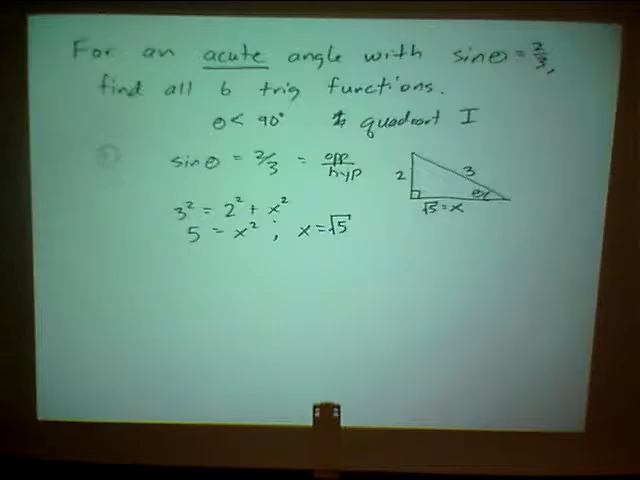 For an acute angle with sinθ = 2/3,
find all 6 trig functions.
θ < 90° quadrant I
sinθ = 2/3 = opp/hyp
2
3
θ
√5 = x
3² = 2² + x²
5 = x² ; x = √5